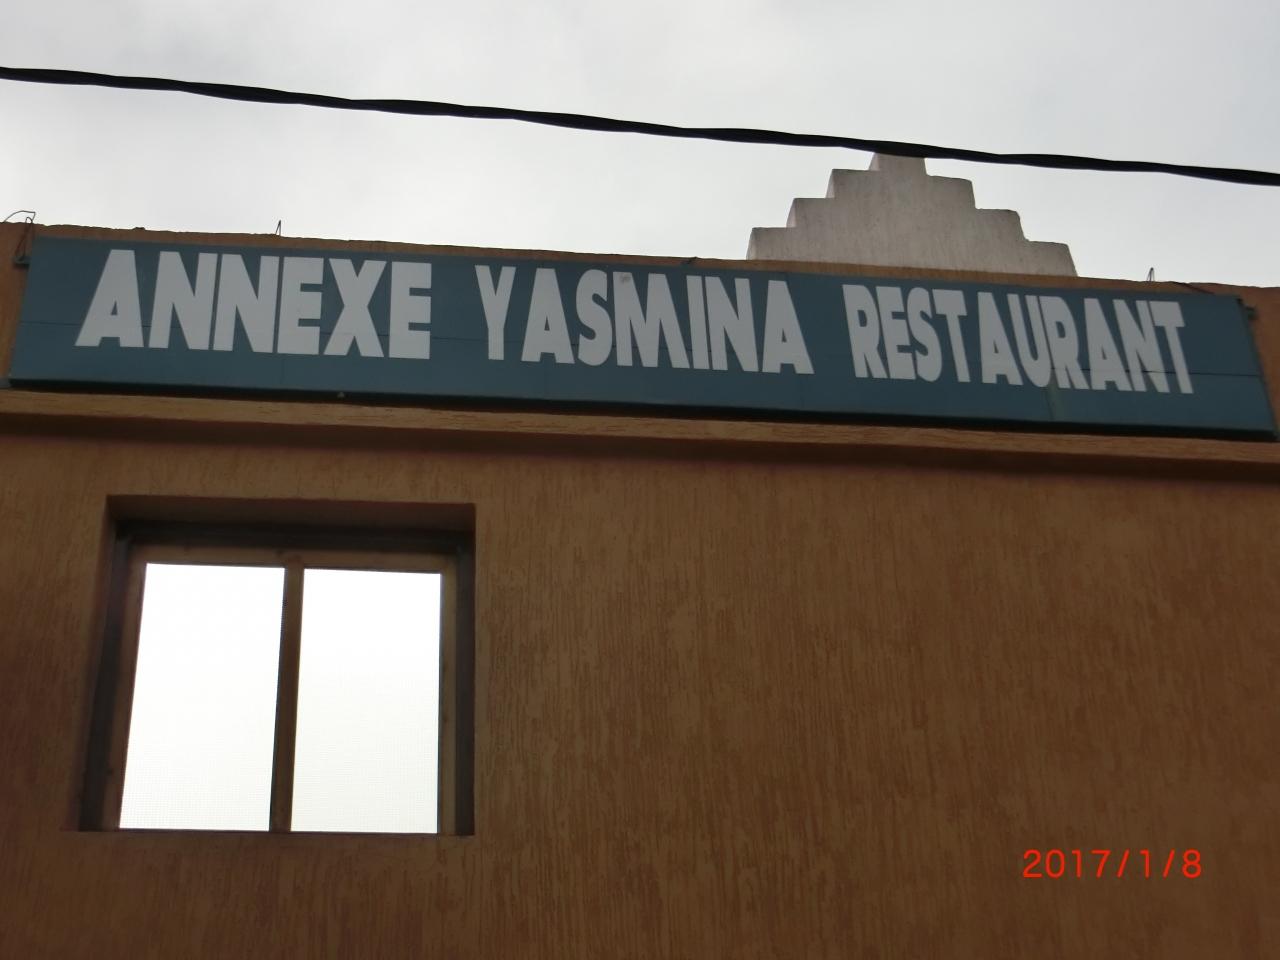 ANNEXE YASMINA RESTAURANT
2017/1/8